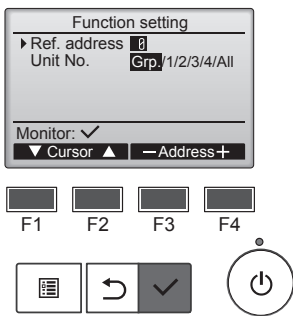 Function setting
Ref. address 0
Unit No. Grp./1/2/3/4/All
Monitor: ✓
▼ Cursor ▲ −Address+
F1 F2 F3 F4